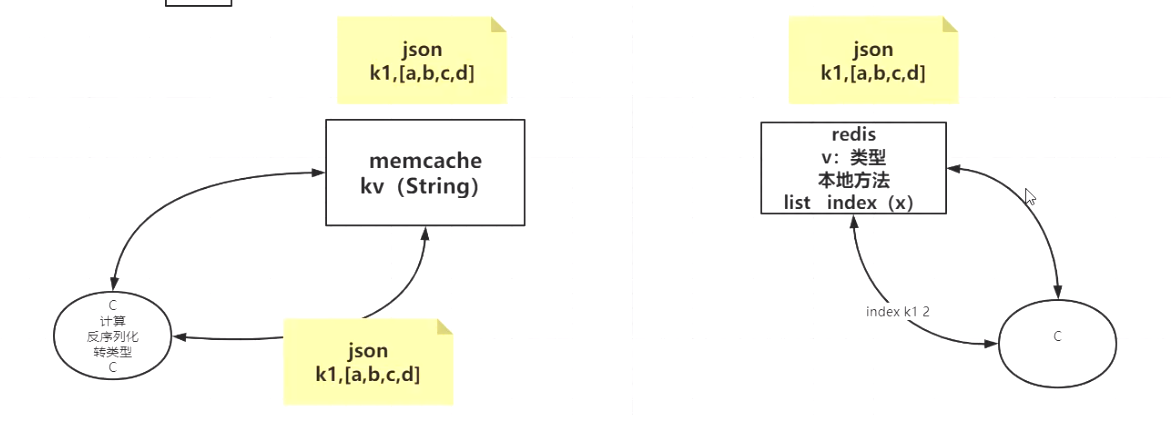 json
k1,[a,b,c,d]
memcache
kv（String）
C
计算
反序列化
转类型
C
json
k1,[a,b,c,d]
json
k1,[a,b,c,d]
redis
v：类型
本地方法
list index（x）
index k1 2
C